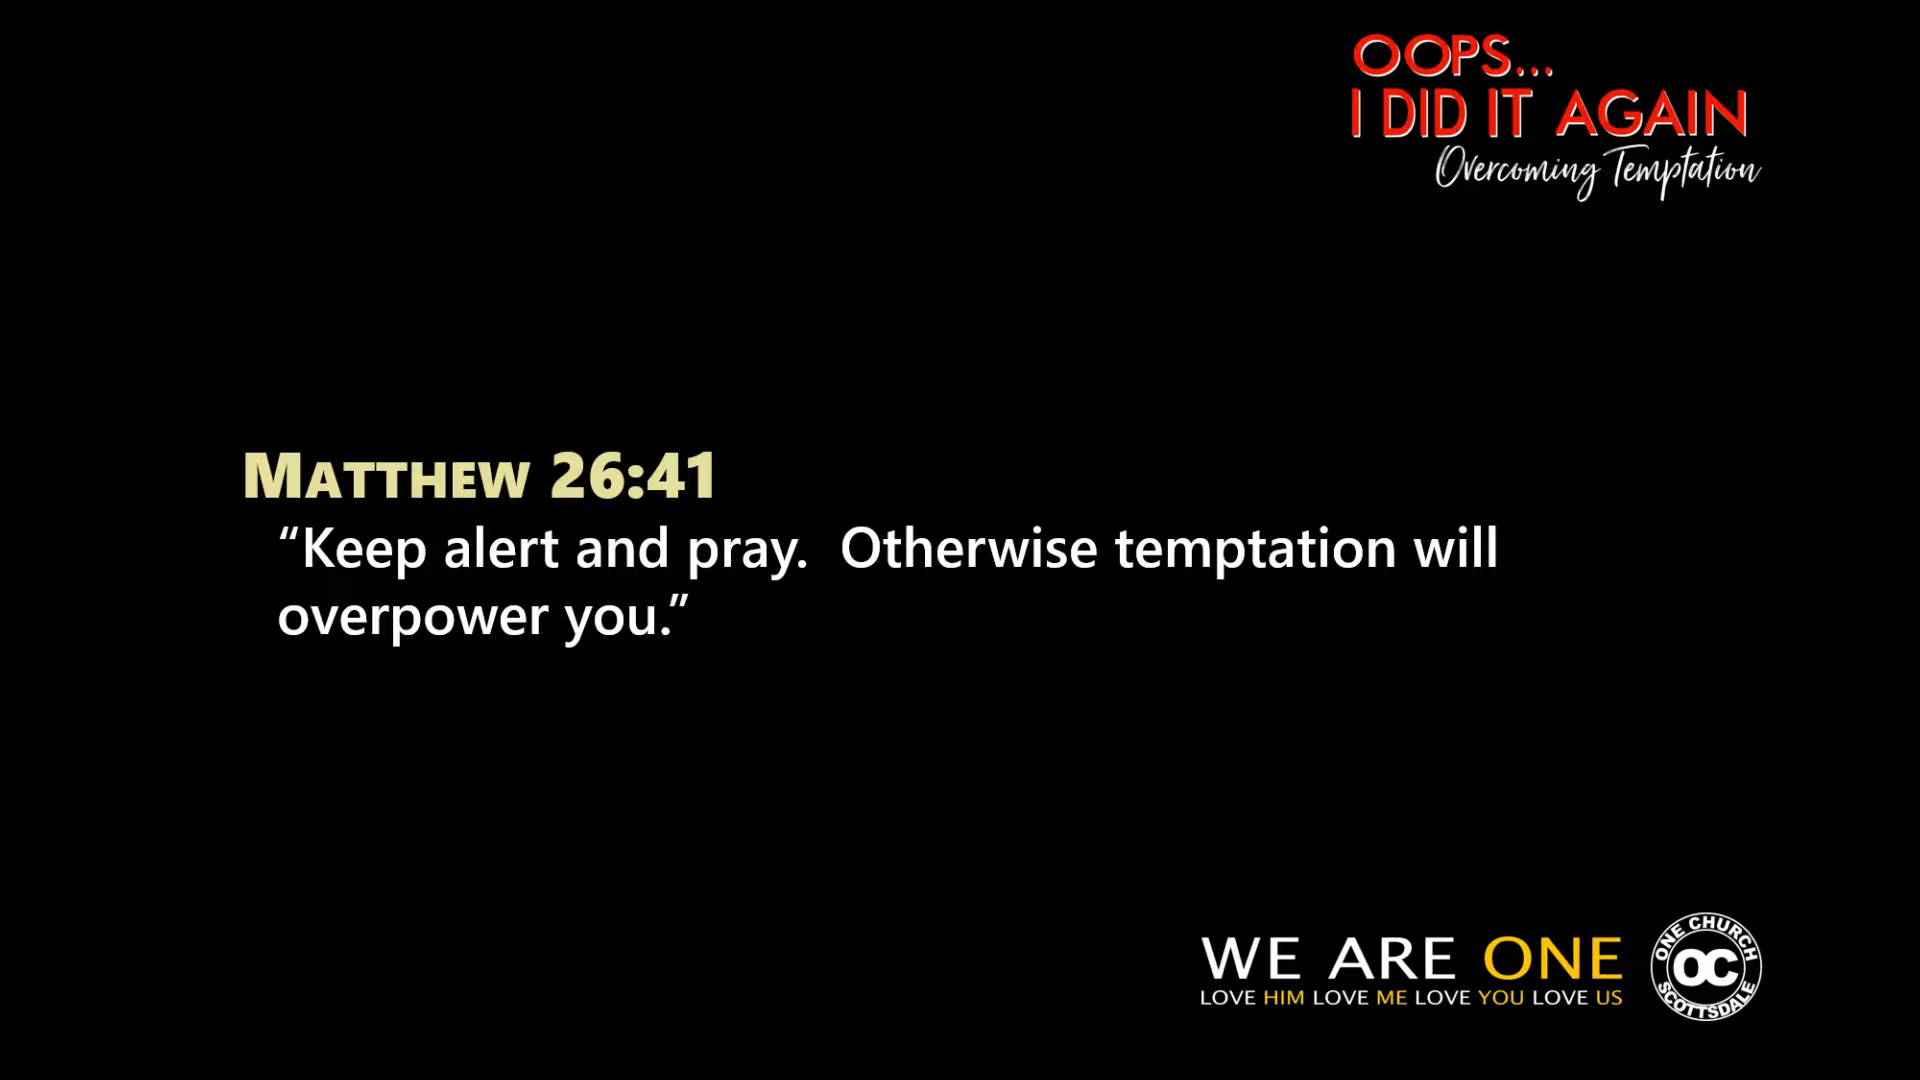 OOPS...
I DID IT AGAIN
Overcoming Temptation
MATTHEW 26:41
“Keep alert and pray.  Otherwise temptation will
overpower you.”
WE ARE ONE
LOVE HIM LOVE ME LOVE YOU LOVE US
ONE CHURCH
OC
SCOTTSDALE